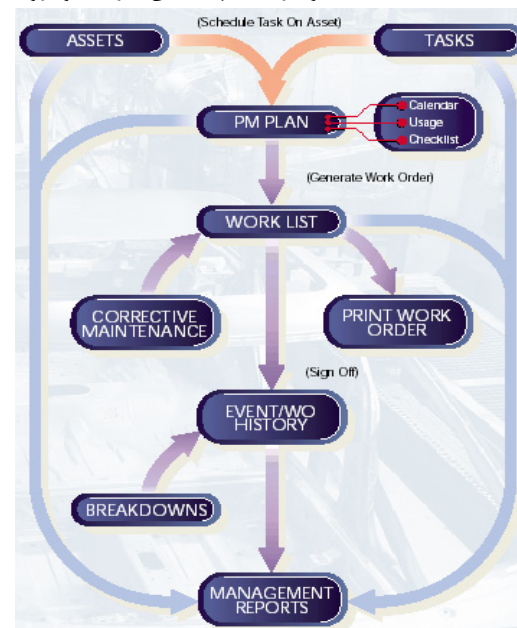 (Schedule Task On Asset)
ASSETS
TASKS
PM PLAN
Calendar
Usage
Checklist
(Generate Work Order)
WORK LIST
CORRECTIVE
MAINTENANCE
PRINT WORK
ORDER
(Sign Off)
EVENT/WO
HISTORY
BREAKDOWNS
MANAGEMENT
REPORTS